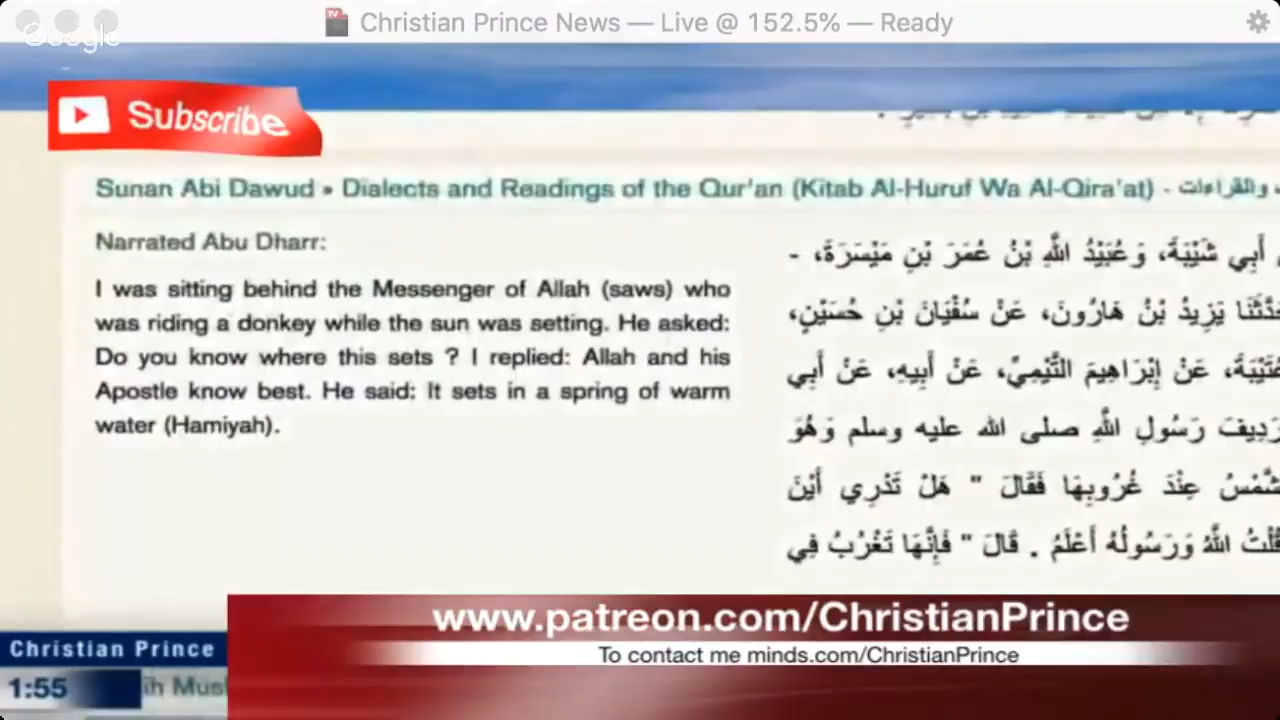 Christian Prince News — Live @ 152.5% — Ready
Google
Subscribe
Sunan Abi Dawud » Dialects and Readings of the Qur'an (Kitab Al-Huruf Wa Al-Qira'at) - والقراءات
Narrated Abu Dharr:
I was sitting behind the Messenger of Allah (saws) who
was riding a donkey while the sun was setting. He asked:
Do you know where this sets ? I replied: Allah and his
Apostle know best. He said: It sets in a spring of warm
water (Hamiyah).
أَبِي شَيْبَةَ، وَعُبَيْدُ اللَّهِ بْنُ عُمَرَ بْنِ مَيْسَرَةَ، -
حَدَّثَنَا يَزِيدُ بْنُ هَارُونَ، عَنْ سُفْيَانَ بْنِ حُسَيْنٍ،
عُتَيْبَةَ، عَنْ إِبْرَاهِيمَ التَّيْمِيِّ، عَنْ أَبِيهِ، عَنْ أَبِي
رَدِيفَ رَسُولِ اللَّهِ صلى الله عليه وسلم وَهُوَ
شَّمْسُ عِنْدَ غُرُوبِهَا فَقَالَ " هَلْ تَدْرِي أَيْنَ
قُلْتُ اللَّهُ وَرَسُولُهُ أَعْلَمُ . قَالَ " فَإِنَّهَا تَغْرُبُ فِي
www.patreon.com/ChristianPrince
To contact me minds.com/ChristianPrince
Christian Prince
1:55